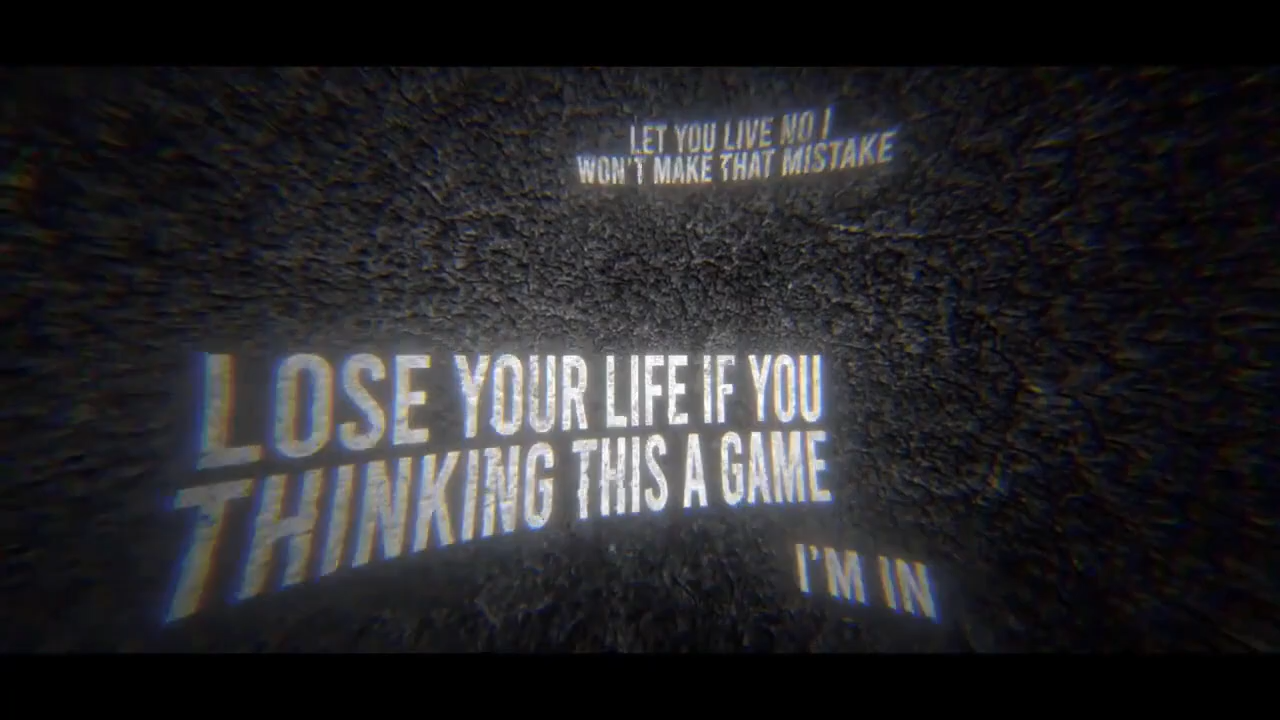 LET YOU LIVE NO I
WON'T MAKE THAT MISTAKE
LOSE YOUR LIFE IF YOU
THINKING THIS A GAME
I'M IN